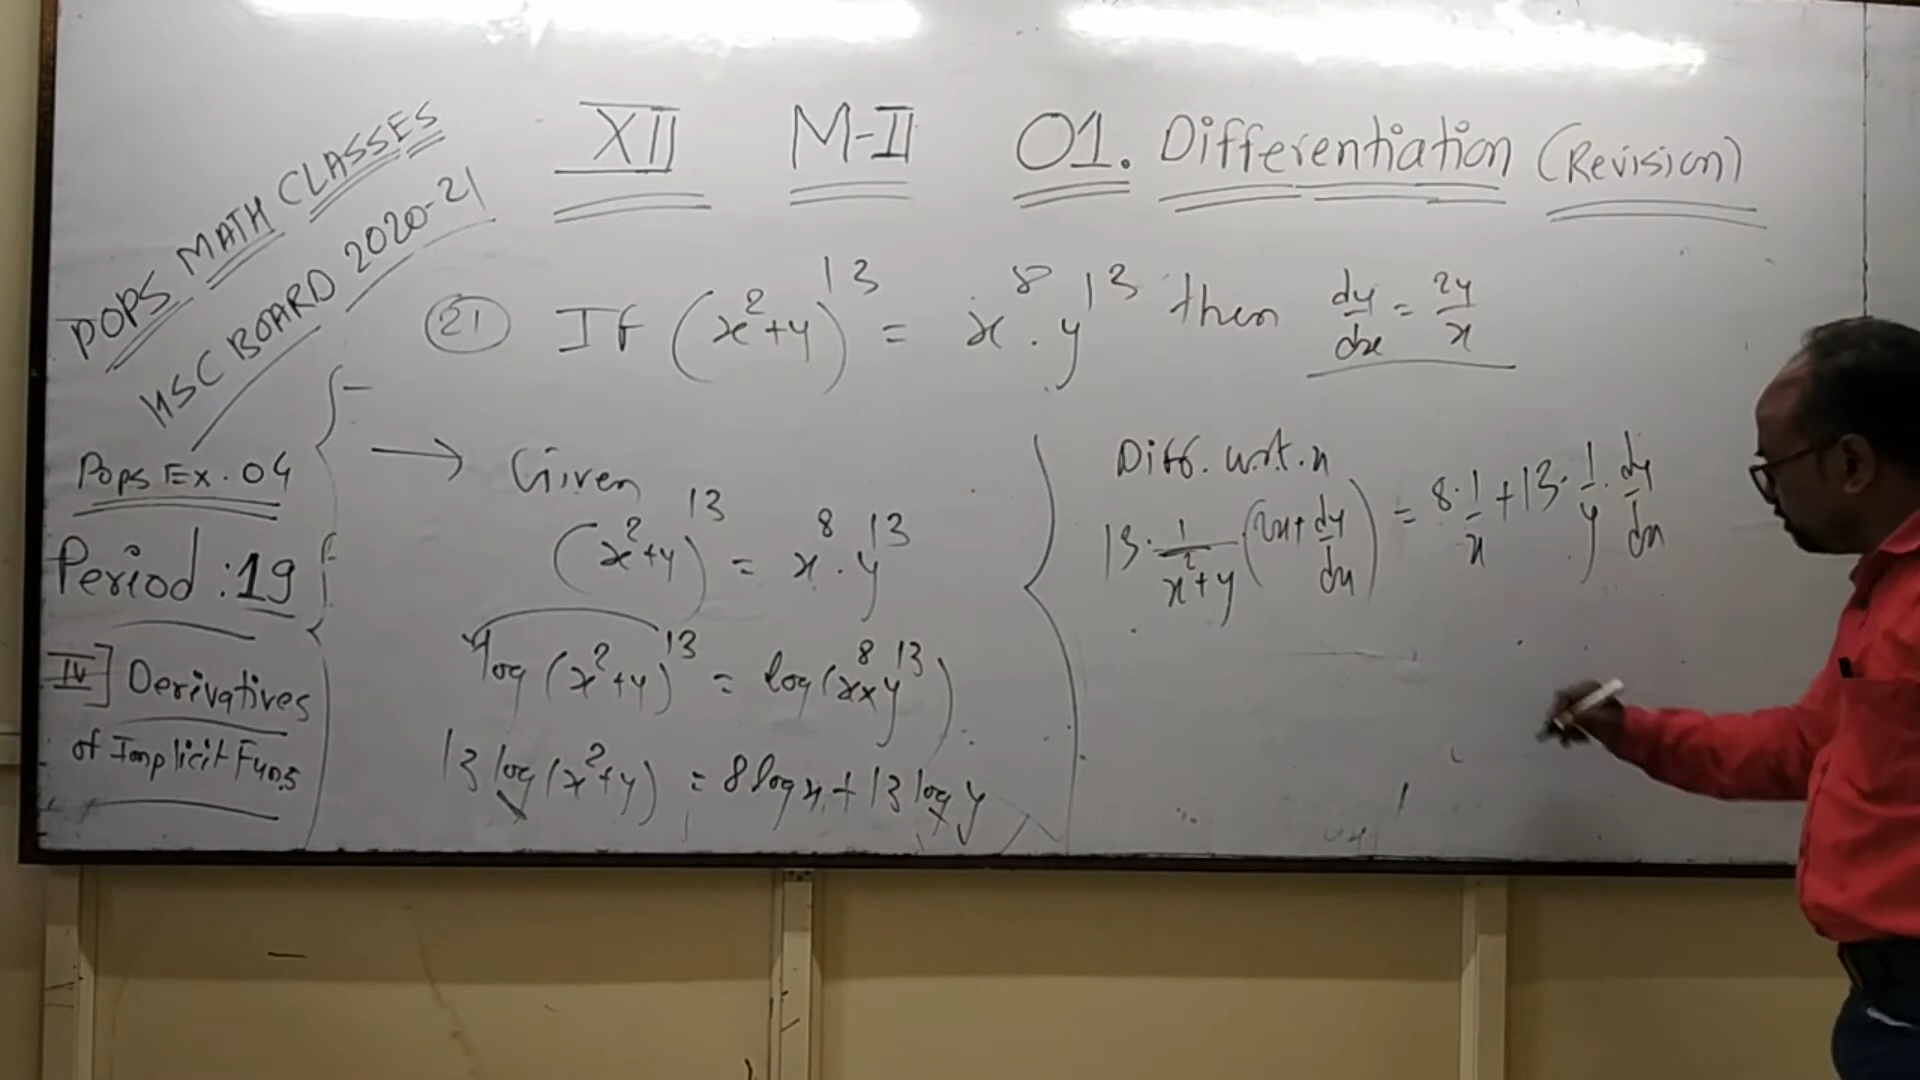 POPS MATH CLASSES
HSC BOARD 2020-21
XII M-II 01. Differentiation (Revision)
(21) If (x²+y)¹³ = x⁸ . y¹³ then dy/dx = 2y/x
Pops Ex. 04
Period : 19
IV] Derivatives
of Implicit Funs
→ Given
(x²+y)¹³ = x⁸ . y¹³
log (x²+y)¹³ = log(x⁸×y¹³)
13 log(x²+y) = 8 log x + 13 log y
Diff. w.r.t. x
13 . 1/(x²+y) (2x + dy/dx) = 8 . 1/x + 13 . 1/y . dy/dx